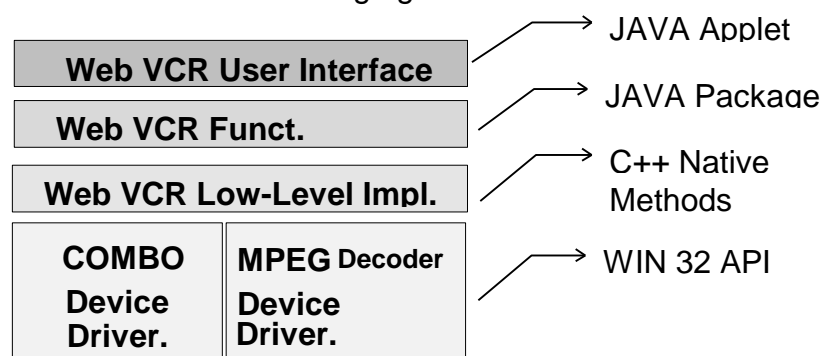 JAVA Applet
Web VCR User Interface
JAVA Package
Web VCR Funct.
C++ Native
Methods
Web VCR Low-Level Impl.
COMBO
Device
Driver.
MPEG Decoder
Device
Driver.
WIN 32 API